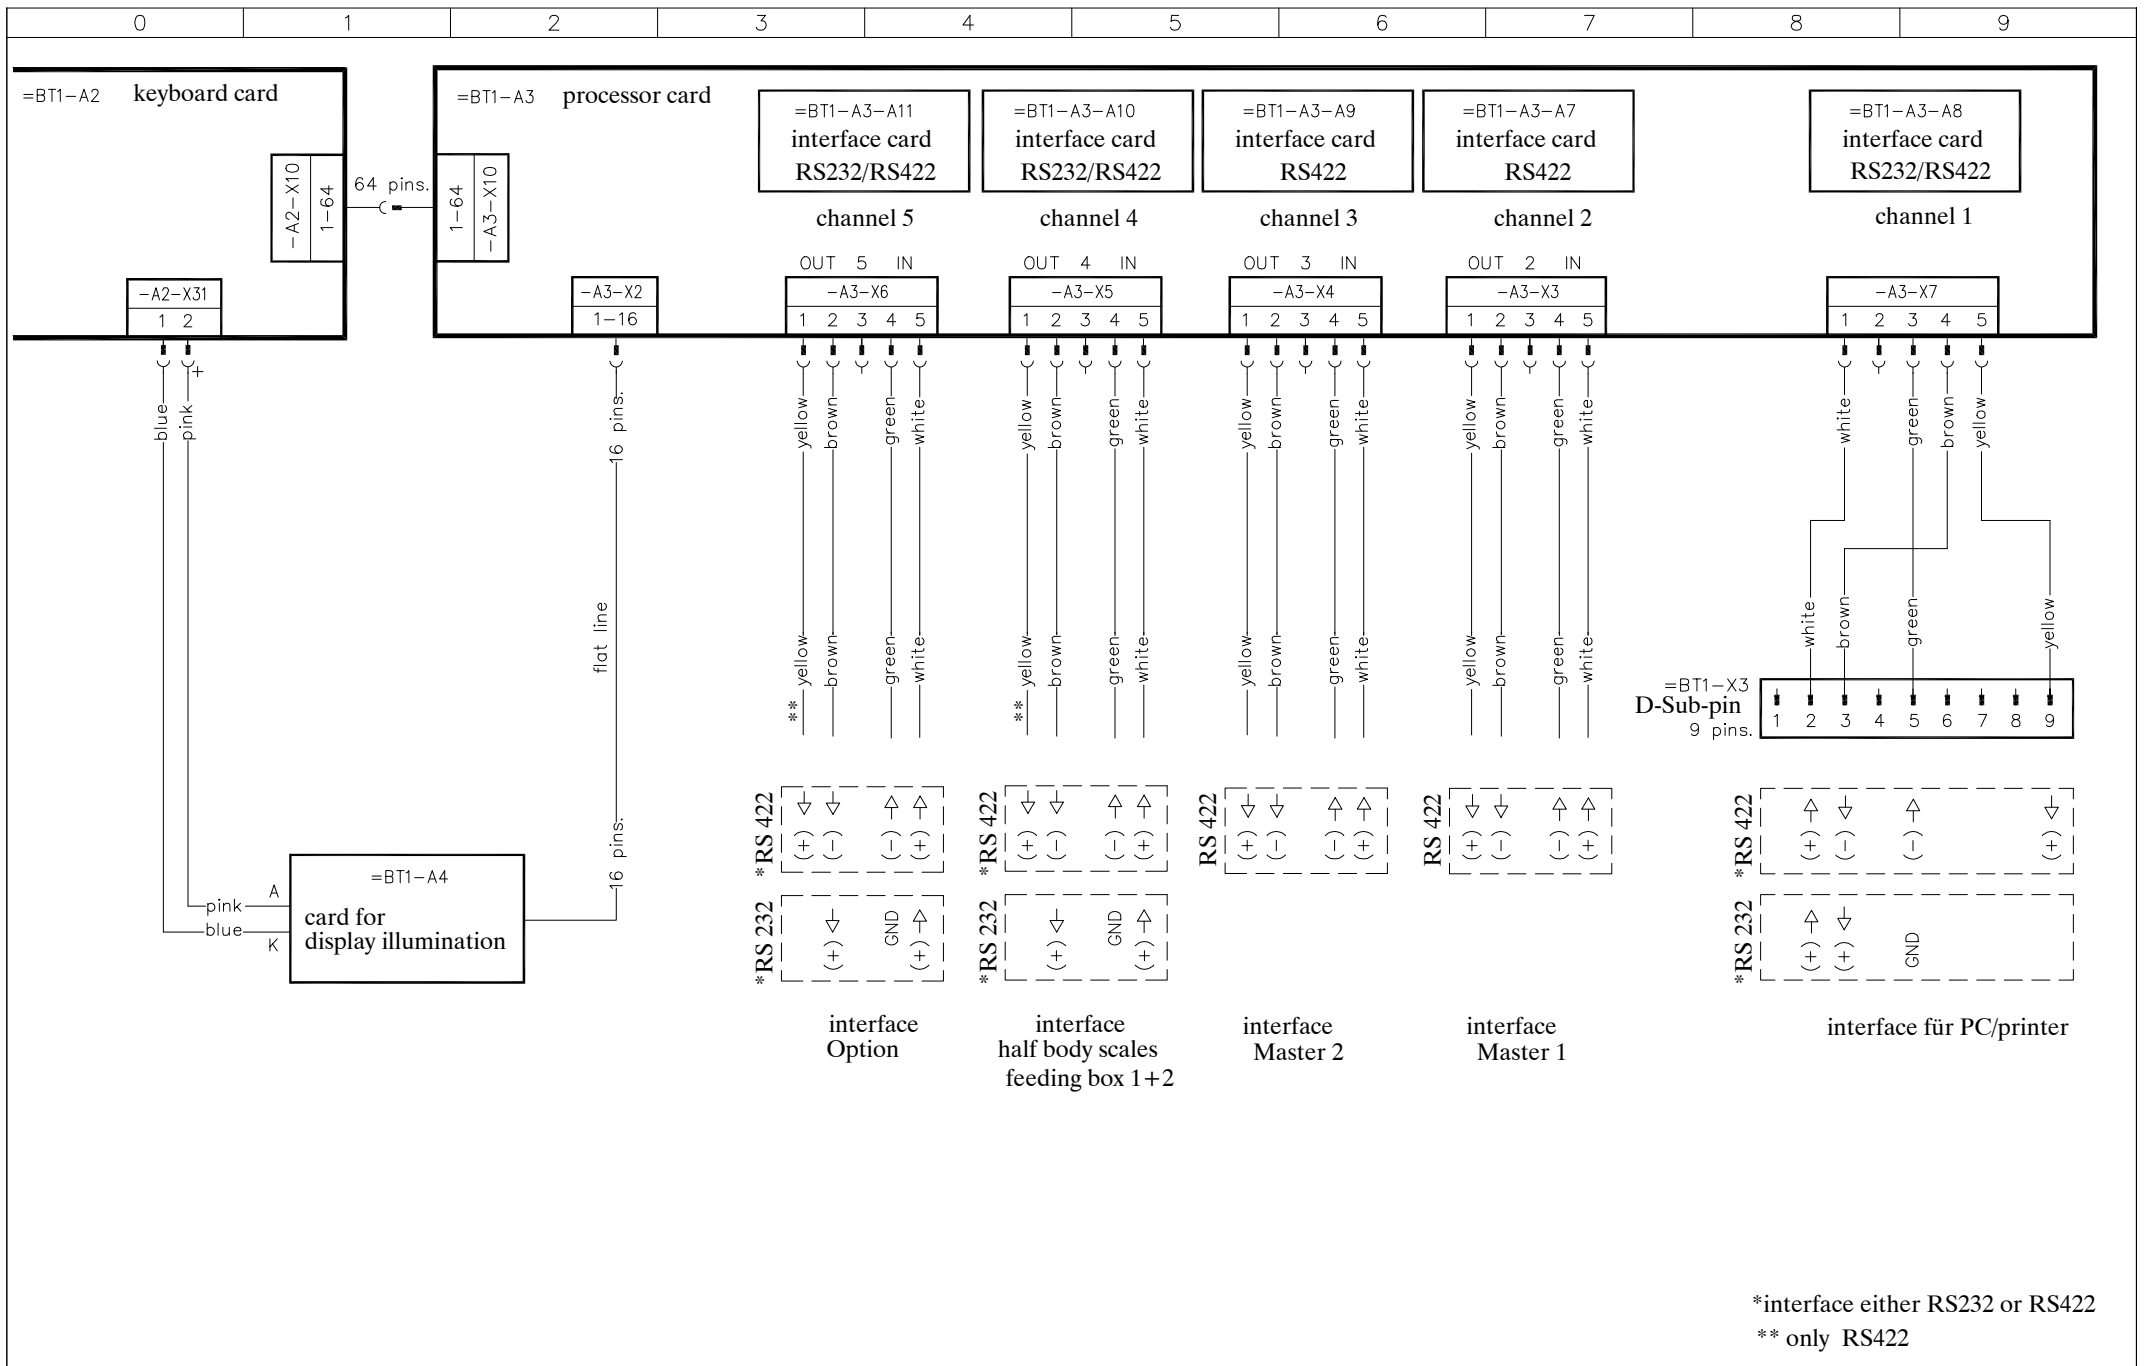 0 1 2 3 4 5 6 7 8 9
=BT1-A2 keyboard card
-A2-X10
1-64
64 pins.
-A2-X31
1 2
+
=BT1-A3 processor card
1-64
-A3-X10
-A3-X2
1-16
=BT1-A3-A11
interface card
RS232/RS422
channel 5
OUT 5 IN
-A3-X6
1 2 3 4 5
=BT1-A3-A10
interface card
RS232/RS422
channel 4
OUT 4 IN
-A3-X5
1 2 3 4 5
=BT1-A3-A9
interface card
RS422
channel 3
OUT 3 IN
-A3-X4
1 2 3 4 5
=BT1-A3-A7
interface card
RS422
channel 2
OUT 2 IN
-A3-X3
1 2 3 4 5
=BT1-A3-A8
interface card
RS232/RS422
channel 1
-A3-X7
1 2 3 4 5
blue pink
16 pins.
yellow brown green white
yellow brown green white
yellow brown green white
yellow brown green white
white green brown yellow
flat line
** yellow brown green white
** yellow brown green white
yellow brown green white
yellow brown green white
white brown green yellow
=BT1-X3
D-Sub-pin
9 pins.
1 2 3 4 5 6 7 8 9
16 pins.
=BT1-A4
card for
display illumination
pink A
blue K
*RS 422
(+) (-) (-) (+)
*RS 422
(+) (-) (-) (+)
RS 422
(+) (-) (-) (+)
RS 422
(+) (-) (-) (+)
*RS 422
(+) (-) (-) (+)
*RS 232
(+) GND (+)
*RS 232
(+) GND (+)
*RS 232
(+) (+) GND
interface
Option
interface
half body scales
feeding box 1+2
interface
Master 2
interface
Master 1
interface für PC/printer
*interface either RS232 or RS422
** only RS422